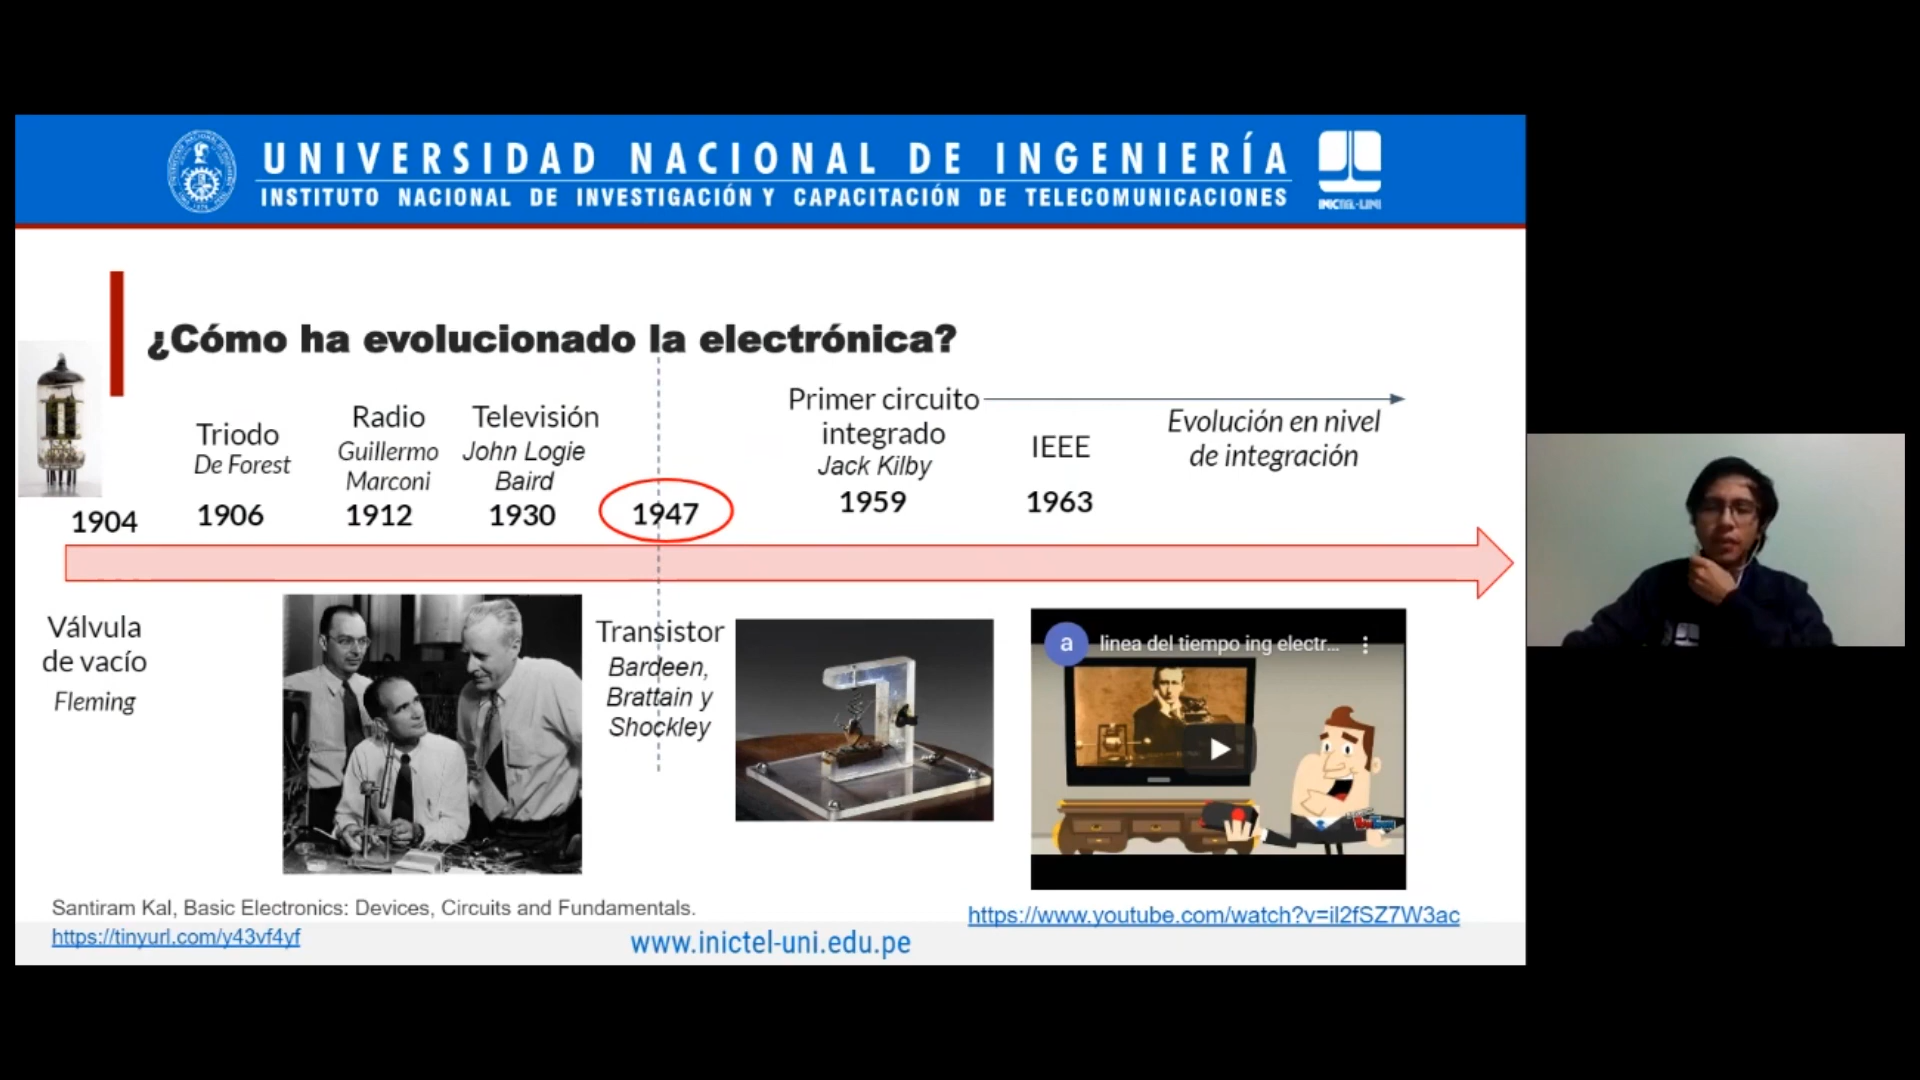 UNIVERSIDAD NACIONAL DE INGENIERÍA
INSTITUTO NACIONAL DE INVESTIGACIÓN Y CAPACITACIÓN DE TELECOMUNICACIONES
INICTEL-UNI
¿Cómo ha evolucionado la electrónica?
Triodo
De Forest
1906
Radio
Guillermo
Marconi
1912
Televisión
John Logie
Baird
1930
1947
Primer circuito
integrado
Jack Kilby
1959
IEEE
1963
Evolución en nivel
de integración
1904
Válvula
de vacío
Fleming
Transistor
Bardeen,
Brattain y
Shockley
a
linea del tiempo ing electr...
Santiram Kal, Basic Electronics: Devices, Circuits and Fundamentals.
https://tinyurl.com/y43vf4yf
www.inictel-uni.edu.pe
https://www.youtube.com/watch?v=il2fSZ7W3ac